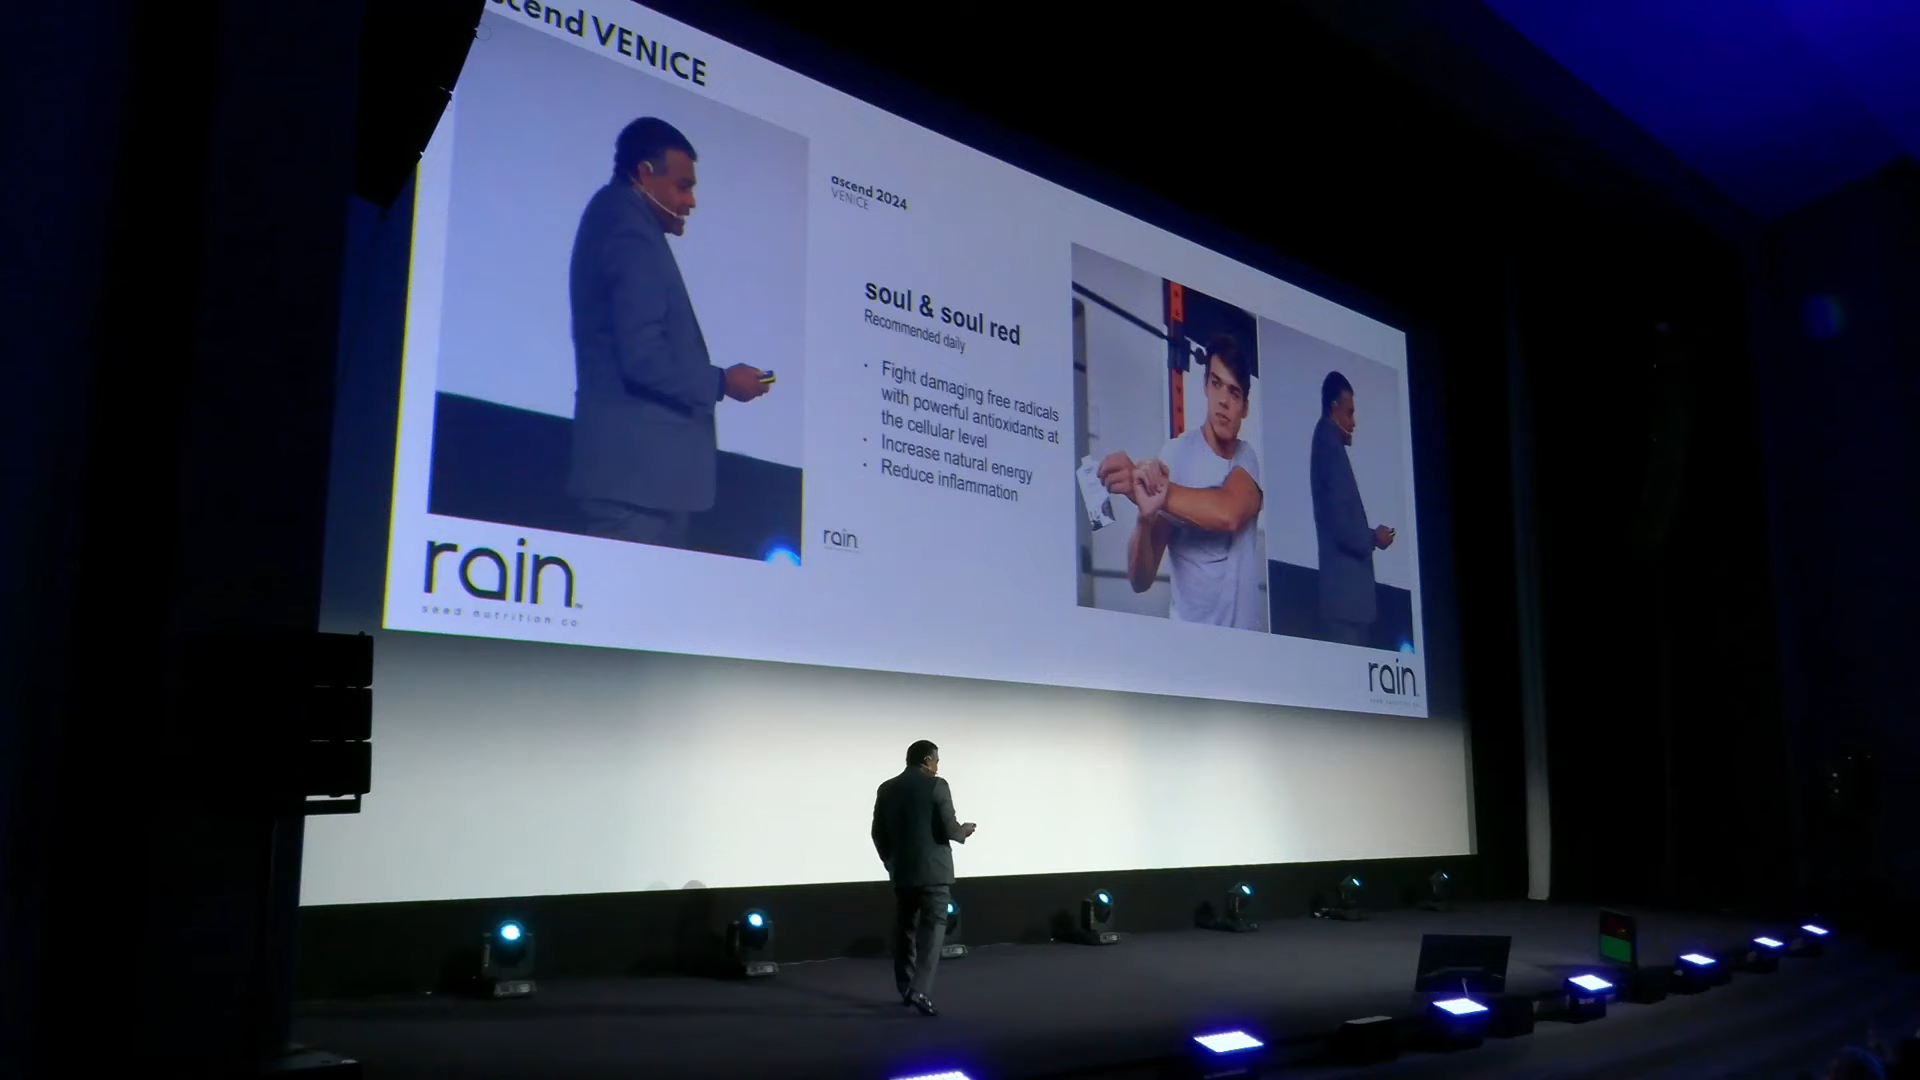 ascend VENICE
ascend 2024
VENICE
soul & soul red
Recommended daily
• Fight damaging free radicals
with powerful antioxidants at
the cellular level
• Increase natural energy
• Reduce inflammation
rain
rain
seed nutrition co
rain